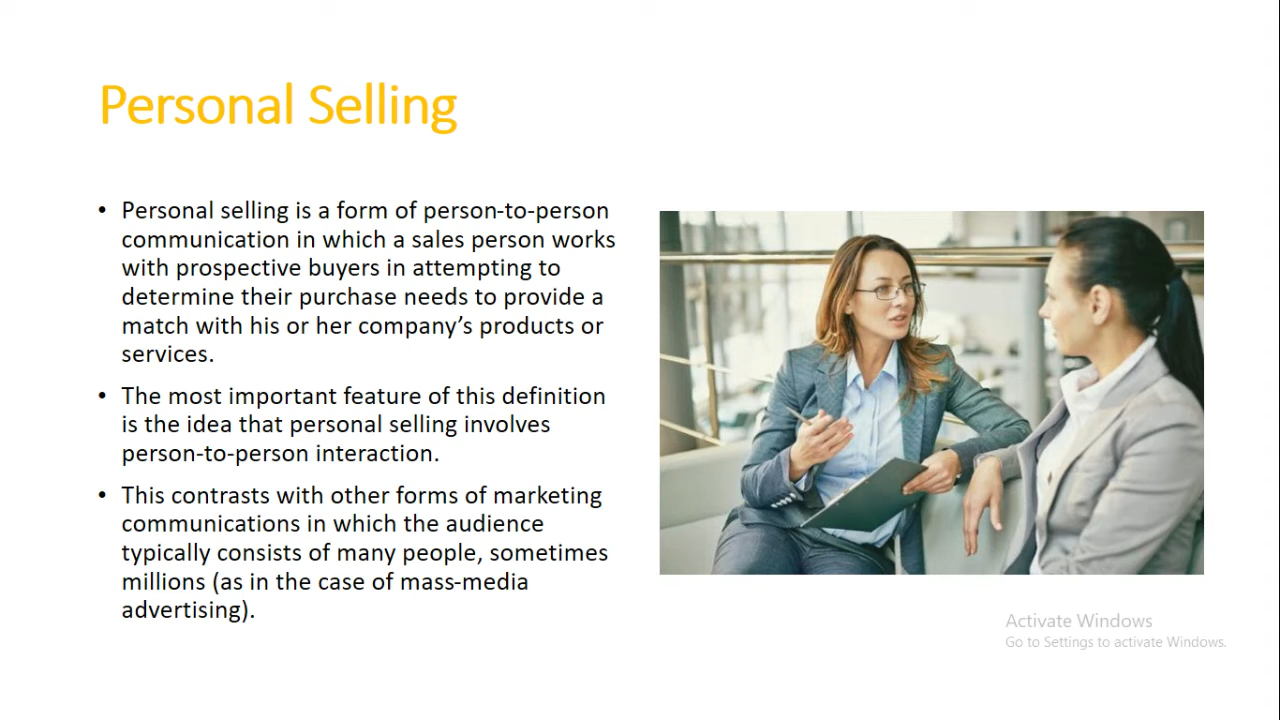 Personal Selling
• Personal selling is a form of person-to-person
communication in which a sales person works
with prospective buyers in attempting to
determine their purchase needs to provide a
match with his or her company’s products or
services.
• The most important feature of this definition
is the idea that personal selling involves
person-to-person interaction.
• This contrasts with other forms of marketing
communications in which the audience
typically consists of many people, sometimes
millions (as in the case of mass-media
advertising).
Activate Windows
Go to Settings to activate Windows.